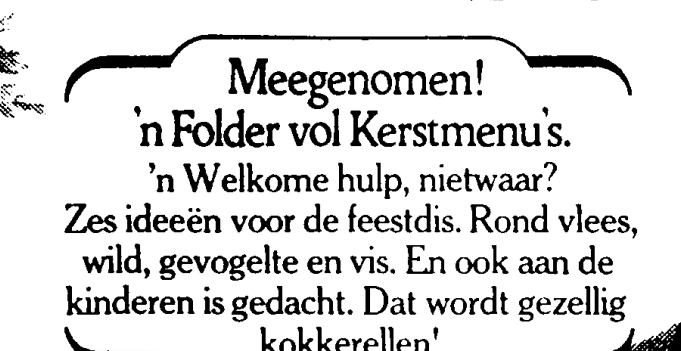 Meegenomen!
'n Folder vol Kerstmenu's.
'n Welkome hulp, nietwaar?
Zes ideeën voor de feestdis. Rond vlees,
wild, gevogelte en vis. En ook aan de
kinderen is gedacht. Dat wordt gezellig
kokkerellen!